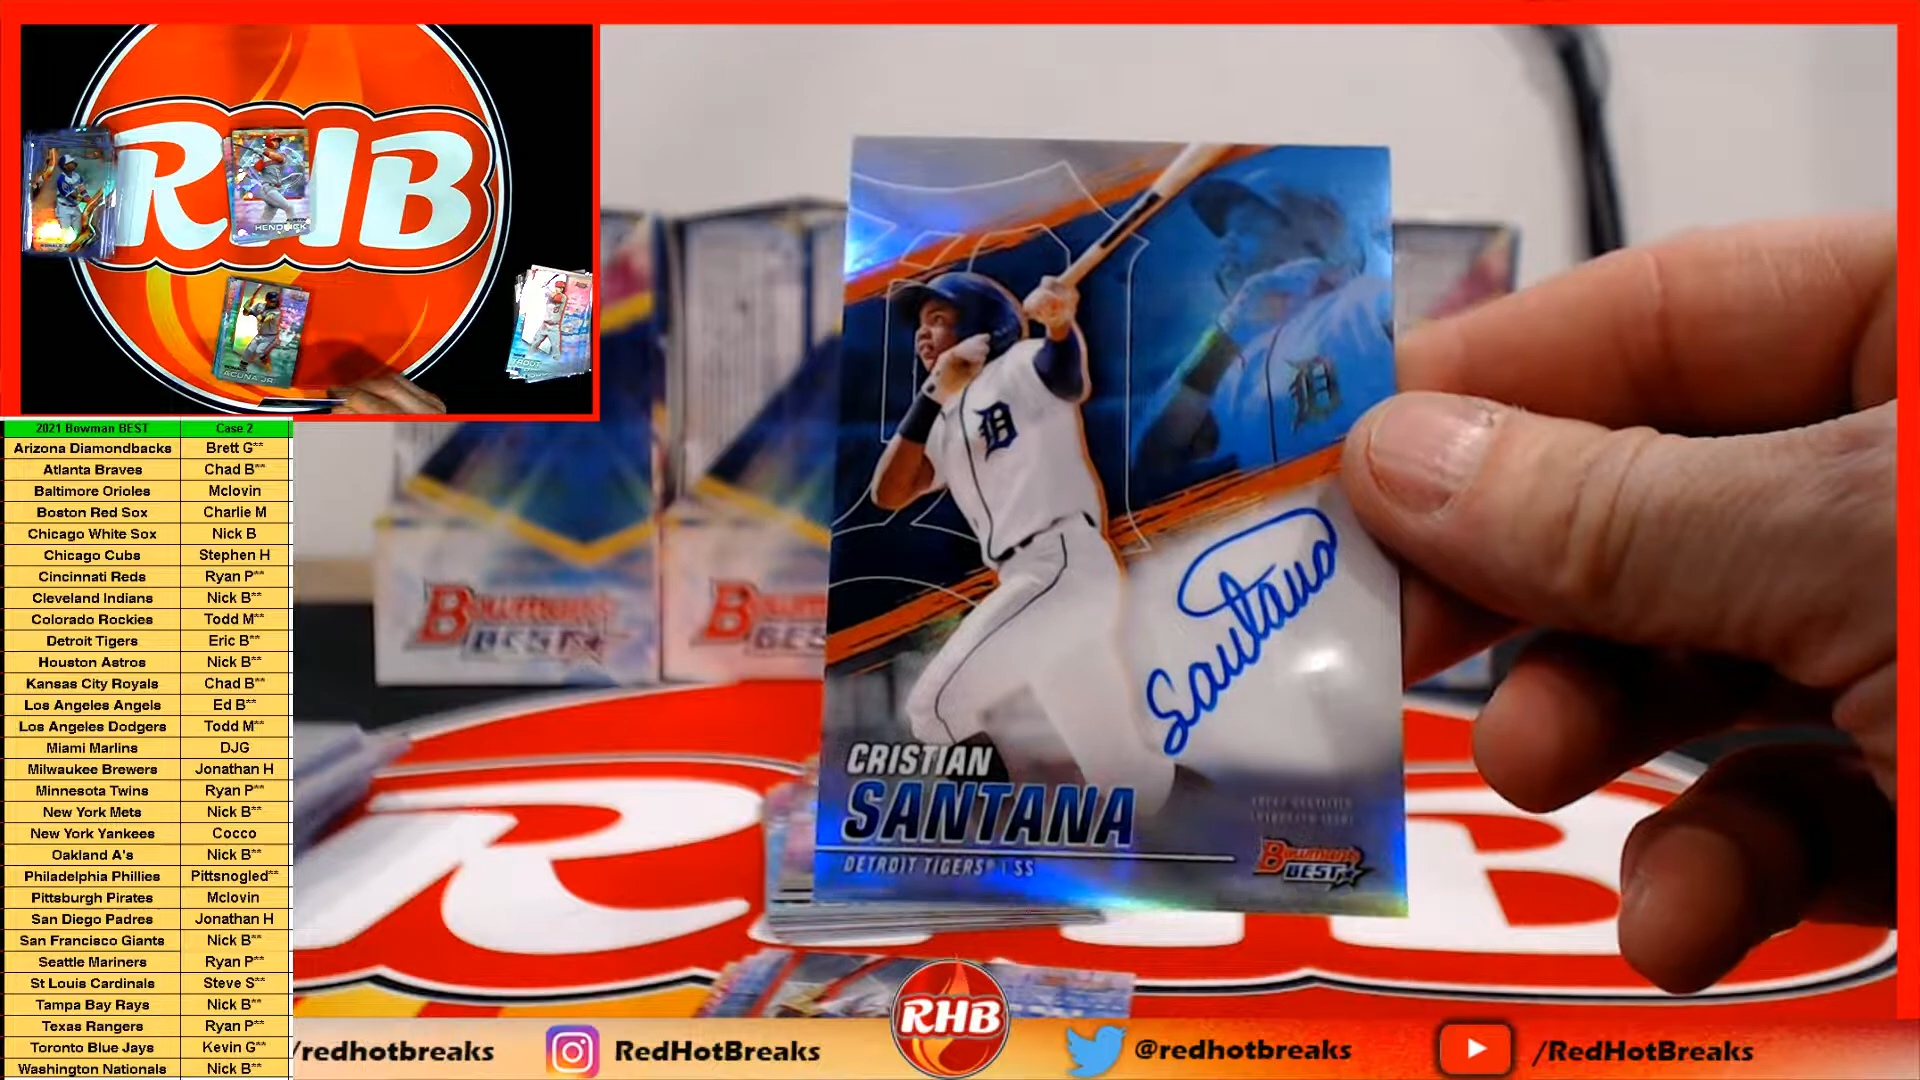 RHB
HENDRICK
ACUNA JR
TROUT
2021 Bowman BEST Case 2
Arizona Diamondbacks Brett G**
Atlanta Braves Chad B**
Baltimore Orioles Mclovin
Boston Red Sox Charlie M
Chicago White Sox Nick B
Chicago Cubs Stephen H
Cincinnati Reds Ryan P**
Cleveland Indians Nick B**
Colorado Rockies Todd M**
Detroit Tigers Eric B**
Houston Astros Nick B**
Kansas City Royals Chad B**
Los Angeles Angels Ed B**
Los Angeles Dodgers Todd M**
Miami Marlins DJG
Milwaukee Brewers Jonathan H
Minnesota Twins Ryan P**
New York Mets Nick B**
New York Yankees Cocco
Oakland A's Nick B**
Philadelphia Phillies Pittsnogled**
Pittsburgh Pirates Mclovin
San Diego Padres Jonathan H
San Francisco Giants Nick B**
Seattle Mariners Ryan P**
St Louis Cardinals Steve S**
Tampa Bay Rays Nick B**
Texas Rangers Ryan P**
Toronto Blue Jays Kevin G**
Washington Nationals Nick B**
Bowman's
BEST
Bowman's
BEST
D
D
Santana
CRISTIAN
SANTANA
DETROIT TIGERS® | SS
Bowman's
BEST
RHB
RHB
/redhotbreaks RedHotBreaks @redhotbreaks /RedHotBreaks